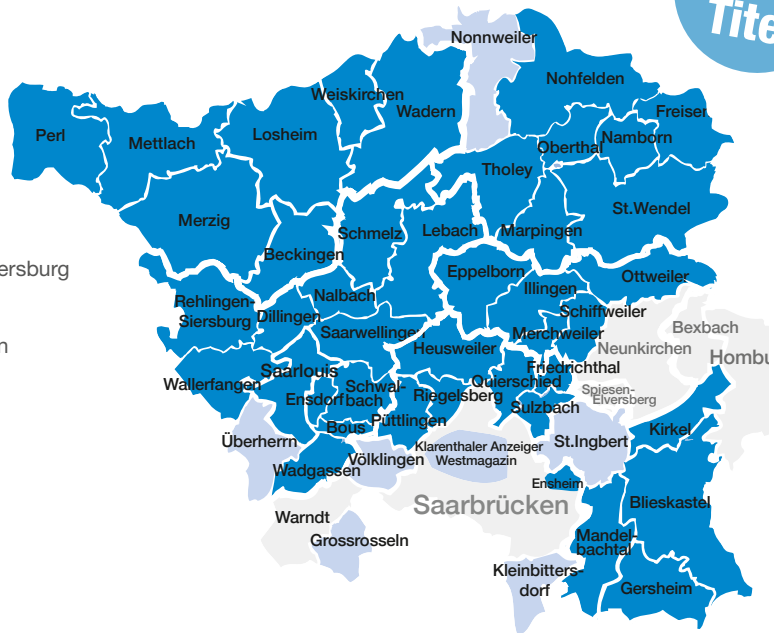 Tite
Nonnweiler
Nohfelden
Weiskirchen
Wadern
Freisen
Perl
Mettlach
Losheim
Oberthal
Namborn
Tholey
St.Wendel
Merzig
Marpingen
Schmelz
Lebach
Beckingen
ersburg
Eppelborn
Ottweiler
Illingen
Nalbach
Rehlingen-
Siersburg
Dillingen
Schiffweiler
Saarwellingen
Merchweiler
Bexbach
n
Heusweiler
Neunkirchen
Hombu
Friedrichthal
Saarlouis
Wallerfangen
Schwal-
bach
Quierschied
Spiesen-
Elversberg
Ensdorf
Riegelsberg
Sulzbach
Bous
Püttlingen
Kirkel
Überherrn
Klarenthaler Anzeiger
Westmagazin
St.Ingbert
Völklingen
Wadgassen
Ensheim
Blieskastel
Saarbrücken
Warndt
Mandel-
bachtal
Grossrosseln
Kleinbitters-
dorf
Gersheim